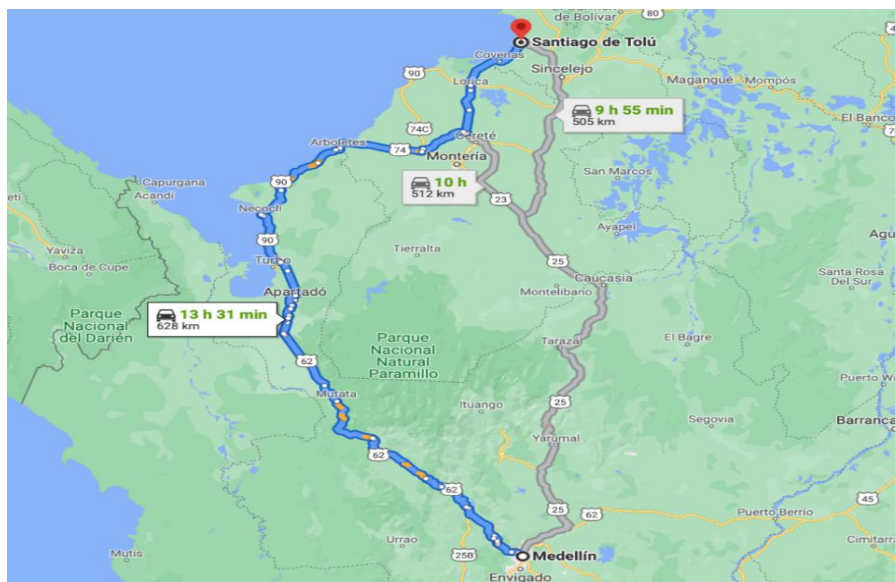 El Carmen
de Bolívar
80
Santiago de Tolú
Coveñas
Sincelejo
Magangué
Mompós
90
Lorica
9 h 55 min
505 km
El Banco
74C
Cereté
Arboletes
74
Montería
10 h
512 km
San Marcos
Capurgana
Acandí
90
23
Necoclí
Ayapel
Yaviza
90
Tierralta
Boca de Cupe
Turbo
25
Caucasia
Santa Rosa
Del Sur
Montelíbano
Apartadó
13 h 31 min
628 km
Parque
Nacional
del Darién
Parque
Nacional
Natural
Paramillo
Tarazá
El Bagre
62
Mutata
Ituango
25
Segovia
Yarumal
62
62
25
62
45
Puerto Berrío
Urrao
Mutis
25B
Medellín
Envigado